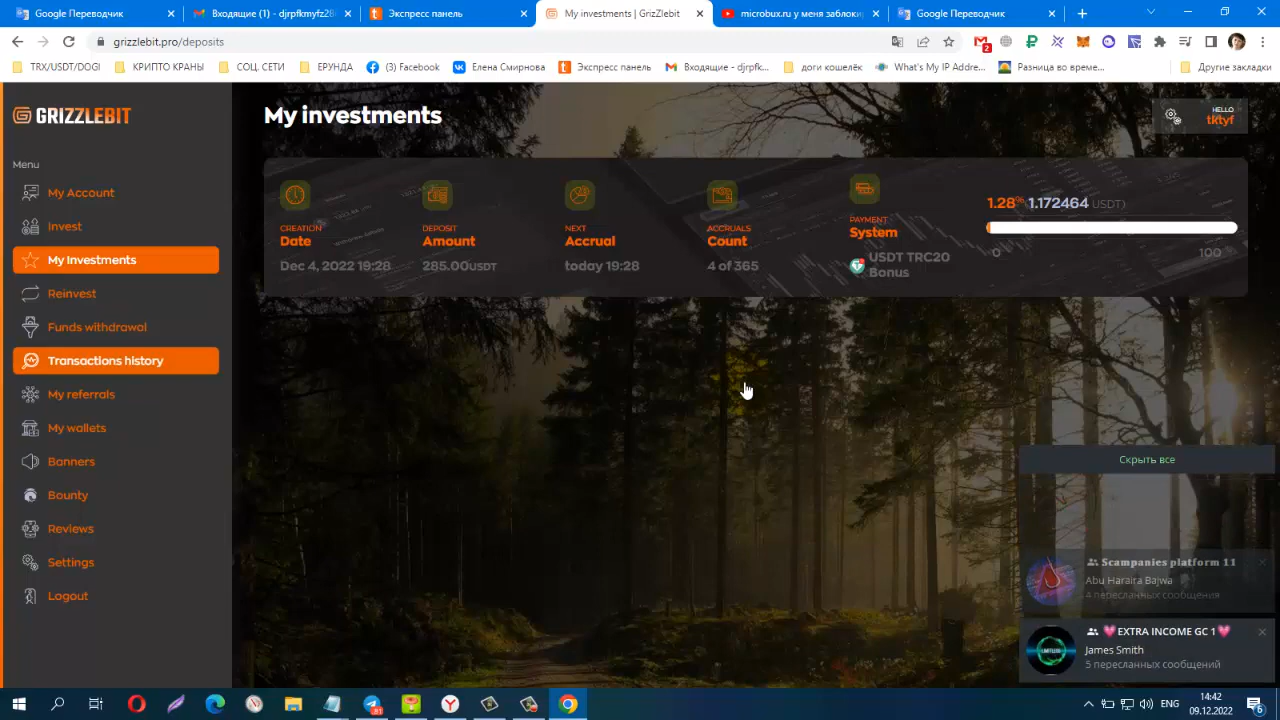 Google Переводчик
Входящие (1) - djrpfkmyfz28
Экспресс панель
My investments | GrizZlebit
microbux.ru у меня заблоки
Google Переводчик
grizzlebit.pro/deposits
2
TRX/USDT/DOGI
КРИПТО КРАНЫ
СОЦ. СЕТИ
ЕРУНДА
(3) Facebook
Елена Смирнова
Экспресс панель
Входящие - djrpfk...
доги кошелёк
What's My IP Addre...
Разница во време...
Другие закладки
GRIZZLEBIT
My investments
HELLO
tktyf
Menu
My Account
Invest
My Investments
Reinvest
Funds withdrawal
Transactions history
My referrals
My wallets
Banners
Bounty
Reviews
Settings
Logout
CREATION
Date
Dec 4, 2022 19:28
DEPOSIT
Amount
285.00USDT
NEXT
Accrual
today 19:28
ACCRUALS
Count
4 of 365
PAYMENT
System
USDT TRC20
Bonus
1.28% (1.172464 USDT)
0
100
Скрыть все
Scampanies platform 11
Abu Haraira Bajwa
4 пересланных сообщения
💗EXTRA INCOME GC 1💗
James Smith
5 пересланных сообщений
LIMITLESS
ENG
14:42
09.12.2022
6